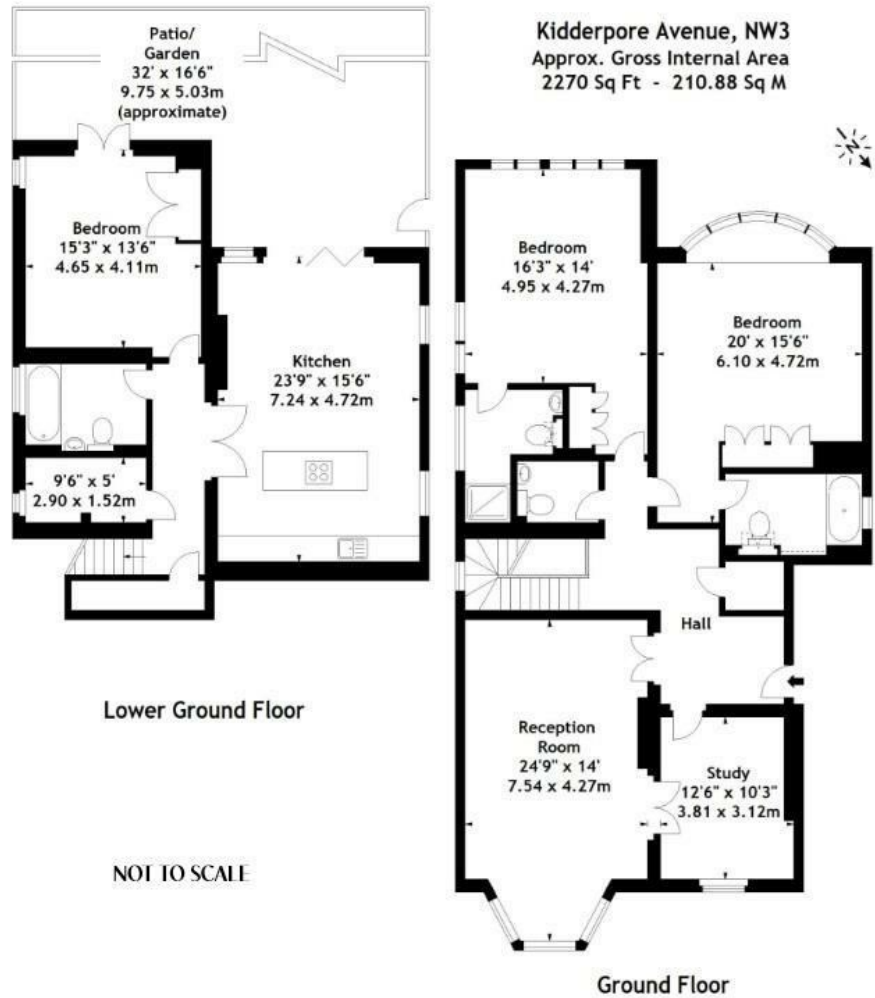 Kidderpore Avenue, NW3
Approx. Gross Internal Area
2270 Sq Ft - 210.88 Sq M
Patio/
Garden
32' x 16'6"
9.75 x 5.03m
(approximate)
Bedroom
15'3" x 13'6"
4.65 x 4.11m
Kitchen
23'9" x 15'6"
7.24 x 4.72m
9'6" x 5'
2.90 x 1.52m
Lower Ground Floor
NOT TO SCALE
Bedroom
16'3" x 14'
4.95 x 4.27m
Bedroom
20' x 15'6"
6.10 x 4.72m
Hall
Reception
Room
24'9" x 14'
7.54 x 4.27m
Study
12'6" x 10'3"
3.81 x 3.12m
Ground Floor